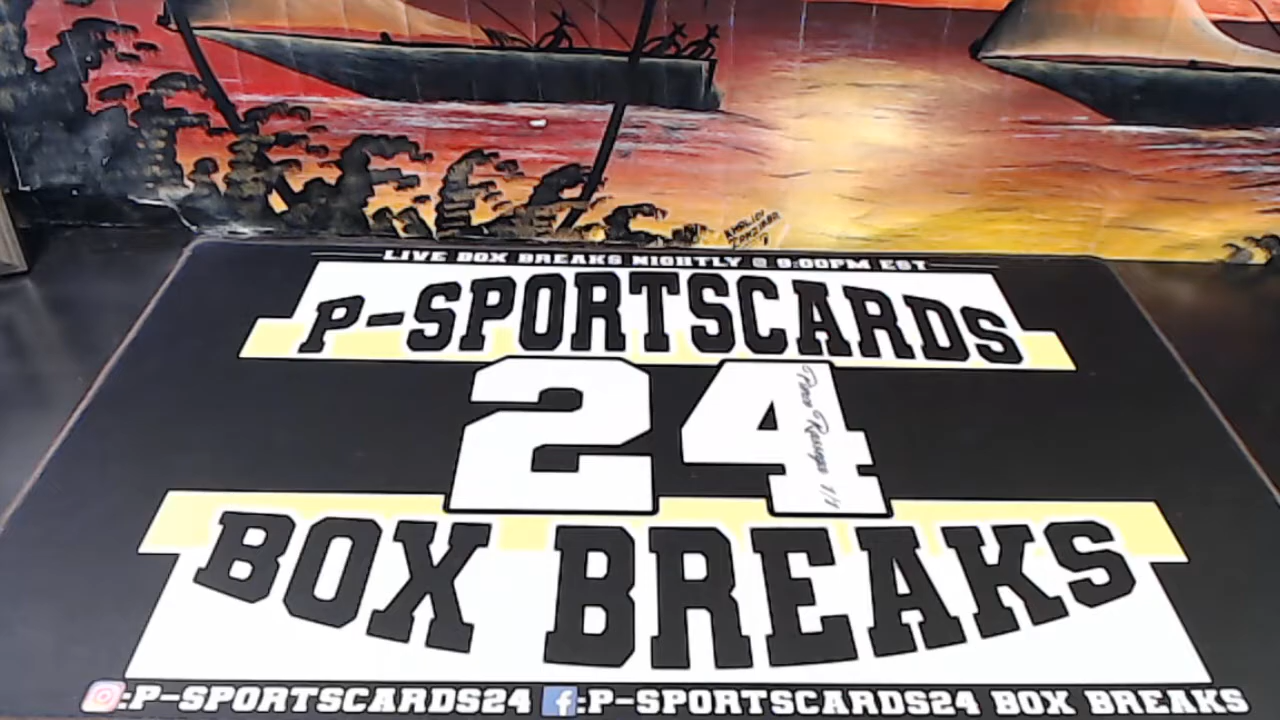 LIVE BOX BREAKS NIGHTLY @ 9:00PM EST
P-SPORTSCARDS
24
BOX BREAKS
:P-SPORTSCARDS24 f:P-SPORTSCARDS24 BOX BREAKS